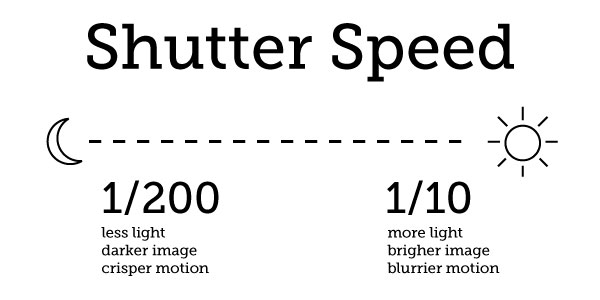 Shutter Speed
1/200
less light
darker image
crisper motion
1/10
more light
brigher image
blurrier motion